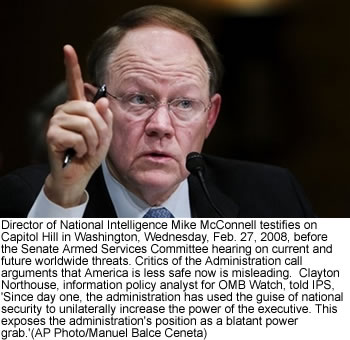 Director of National Intelligence Mike McConnell testifies on
Capitol Hill in Washington, Wednesday, Feb. 27, 2008, before
the Senate Armed Services Committee hearing on current and
future worldwide threats. Critics of the Administration call
arguments that America is less safe now is misleading.  Clayton
Northouse, information policy analyst for OMB Watch, told IPS,
'Since day one, the administration has used the guise of national
security to unilaterally increase the power of the executive. This
exposes the administration's position as a blatant power
grab.'(AP Photo/Manuel Balce Ceneta)